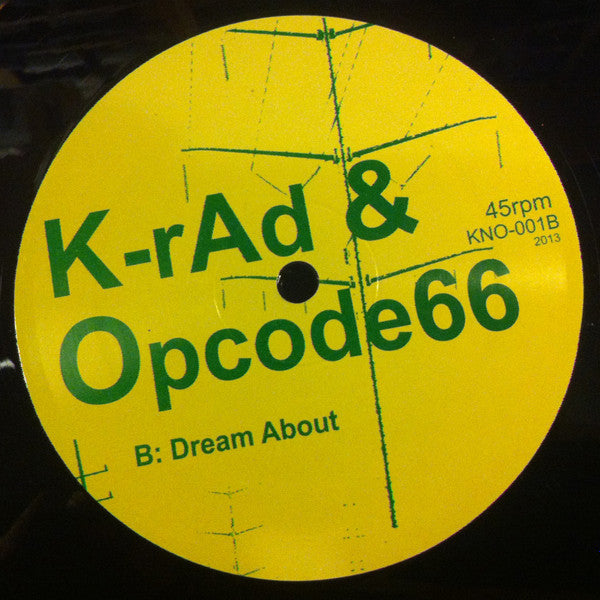 K-rAd &
45rpm
KNO-001B
2013
Opcode66
B: Dream About